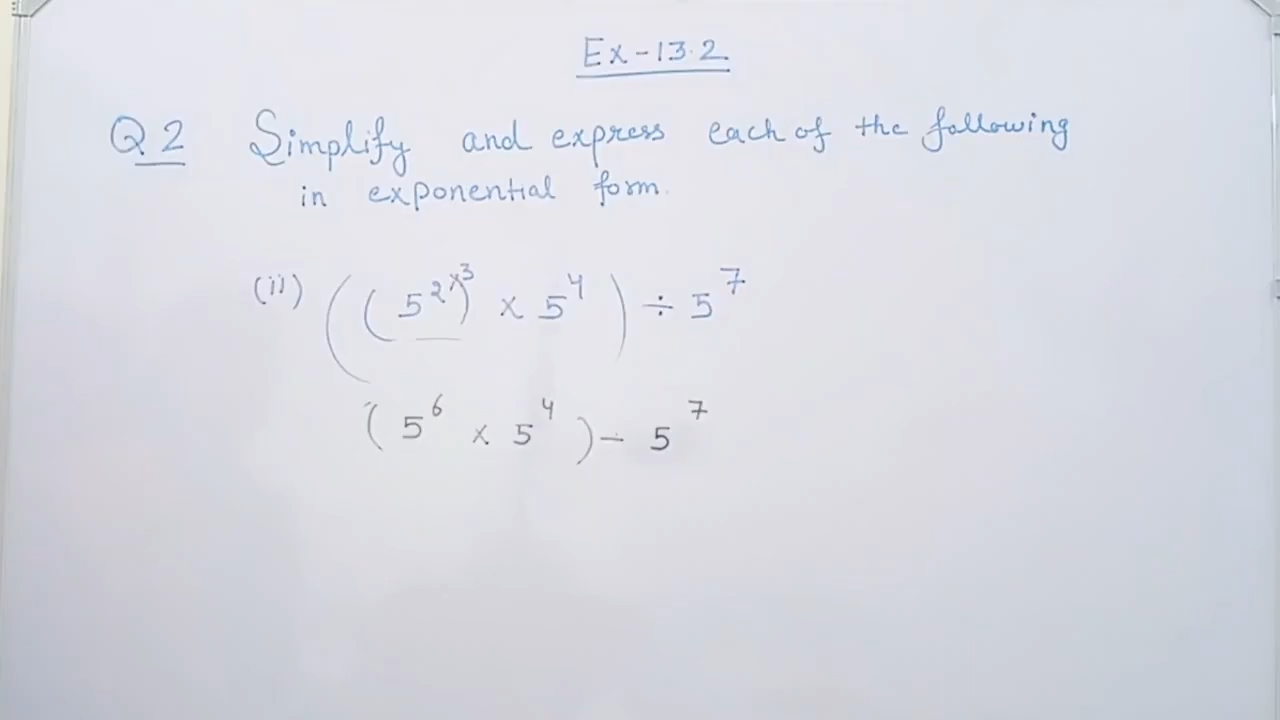 Ex-13.2
Q2 Simplify and express each of the following
in exponential form.
(ii) ((5^2×)^3 × 5^4) ÷ 5^7
(5^6 × 5^4) − 5^7